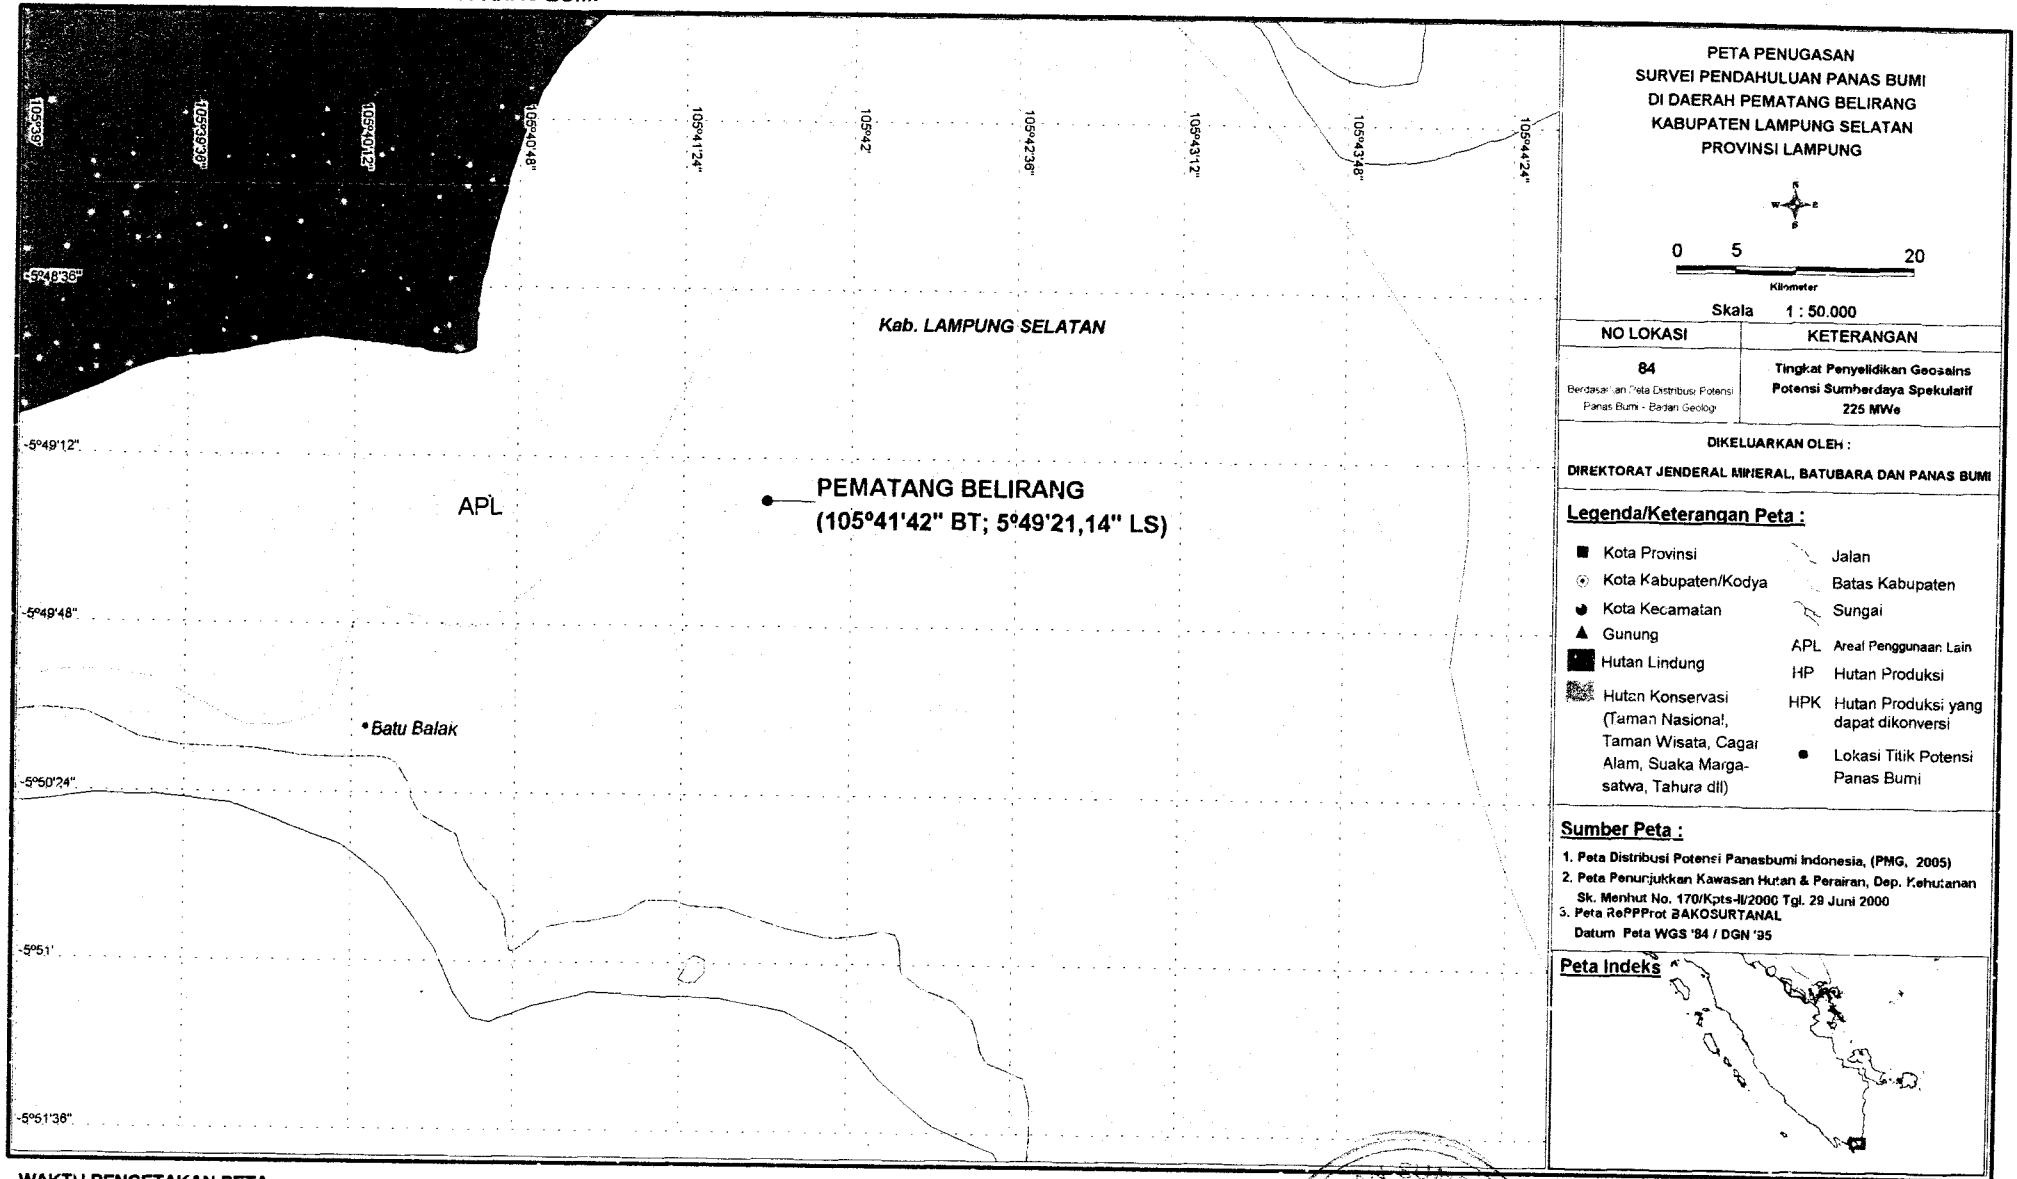 PETA PENUGASAN
SURVEI PENDAHULUAN PANAS BUMI
DI DAERAH PEMATANG BELIRANG
KABUPATEN LAMPUNG SELATAN
PROVINSI LAMPUNG
N
W E
S
0 5 20
Kilometer
Skala 1 : 50.000
NO LOKASI KETERANGAN
84
Berdasarkan Peta Distribusi Potensi
Panas Bumi - Badan Geologi
Tingkat Penyelidikan Geosains
Potensi Sumberdaya Spekulatif
225 MWe
DIKELUARKAN OLEH :
DIREKTORAT JENDERAL MINERAL, BATUBARA DAN PANAS BUMI
Legenda/Keterangan Peta :
Kota Provinsi
Kota Kabupaten/Kodya
Kota Kecamatan
Gunung
Hutan Lindung
Hutan Konservasi
(Taman Nasional,
Taman Wisata, Cagar
Alam, Suaka Marga-
satwa, Tahura dll)
Jalan
Batas Kabupaten
Sungai
APL Areal Penggunaan Lain
HP Hutan Produksi
HPK Hutan Produksi yang
dapat dikonversi
Lokasi Titik Potensi
Panas Bumi
Sumber Peta :
1. Peta Distribusi Potensi Panasbumi Indonesia, (PMG, 2005)
2. Peta Penunjukkan Kawasan Hutan & Perairan, Dep. Kehutanan
Sk. Menhut No. 170/Kpts-II/2000 Tgl. 29 Juni 2000
3. Peta RePPProt BAKOSURTANAL
Datum Peta WGS '84 / DGN '95
Peta Indeks
105°39'
105°39'36"
105°40'12"
105°40'48"
105°41'24"
105°42'
105°42'36"
105°43'12"
105°43'48"
105°44'24"
-5°48'36"
-5°49'12"
-5°49'48"
-5°50'24"
-5°51'
-5°51'36"
Kab. LAMPUNG SELATAN
APL
PEMATANG BELIRANG
(105°41'42" BT; 5°49'21,14" LS)
Batu Balak
WAKTU PENCETAKAN PETA